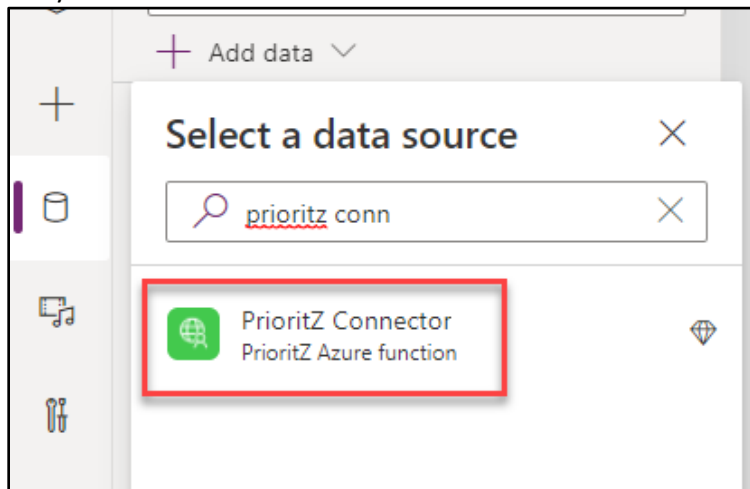 Add data
Select a data source
prioritz conn
PrioritZ Connector
PrioritZ Azure function